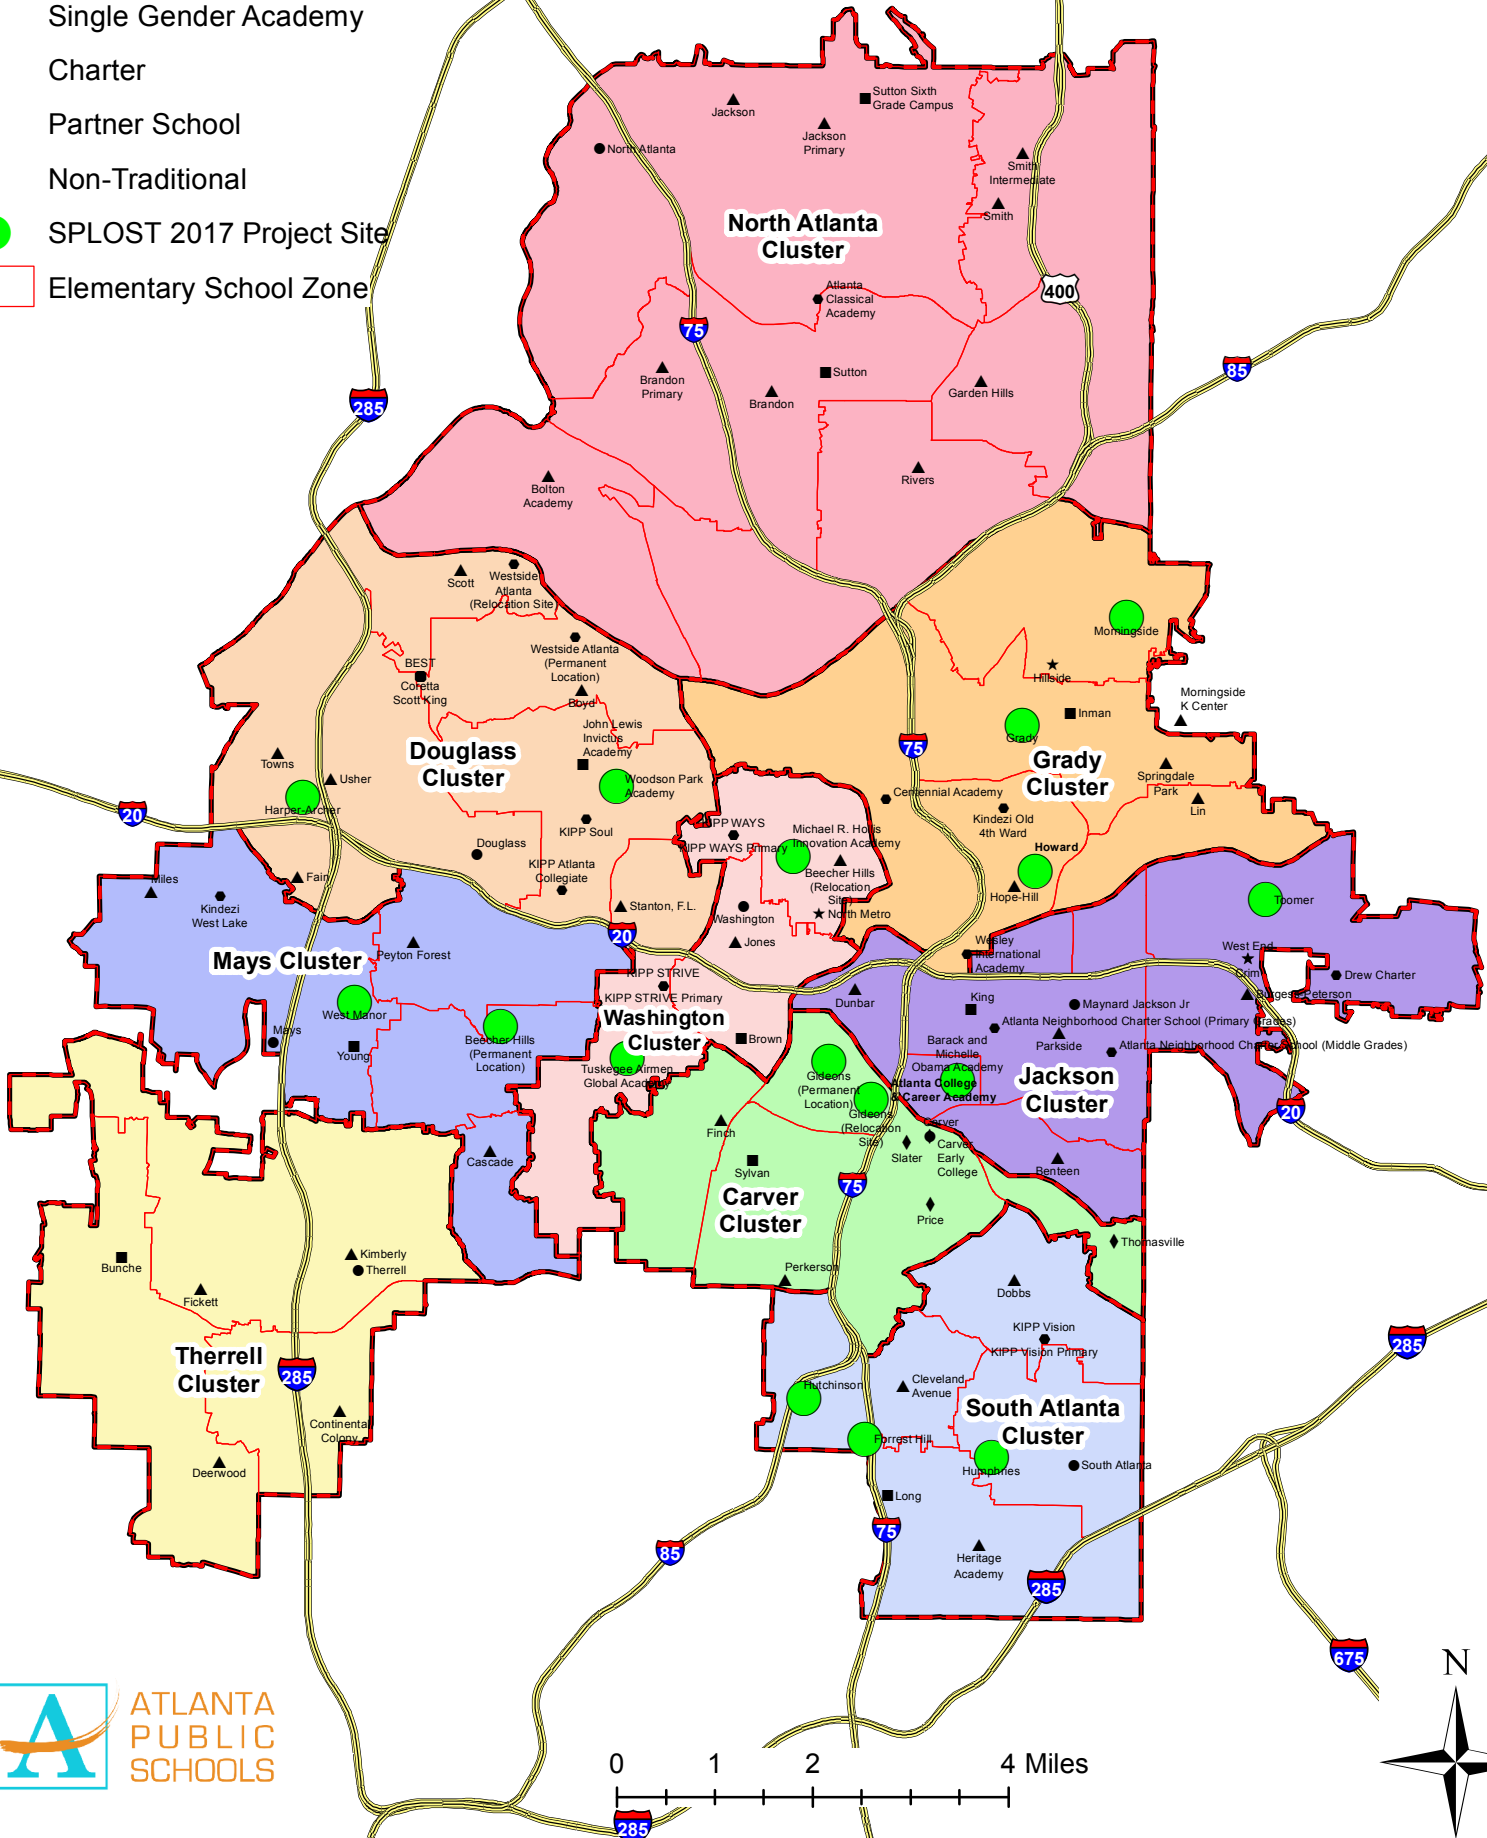 Single Gender Academy
Charter
Partner School
Non-Traditional
SPLOST 2017 Project Site
Elementary School Zone
Jackson
Sutton Sixth
Grade Campus
Jackson
Primary
North Atlanta
Smith
Intermediate
Smith
North Atlanta
Cluster
400
Atlanta
Classical
Academy
75
Brandon
Primary
Sutton
Brandon
Garden Hills
85
285
Rivers
Bolton
Academy
Scott
Westside
Atlanta
(Relocation Site)
Morningside
Westside Atlanta
(Permanent
Location)
BEST
Coretta
Scott King
Boyd
Hillside
Morningside
K Center
Inman
Grady
John Lewis
Invictus
Academy
Douglass
Cluster
75
Grady
Cluster
Towns
Usher
Springdale
Park
Lin
Woodson Park
Academy
Harper-Archer
20
Centennial Academy
Kindezi Old
4th Ward
KIPP Soul
KIPP WAYS
KIPP WAYS Primary
Michael R. Hollis
Innovation Academy
Howard
Douglass
KIPP Atlanta
Collegiate
Beecher Hills
(Relocation
Site)
Hope-Hill
Fain
Miles
Kindezi
West Lake
Stanton, F.L.
Washington
North Metro
Toomer
20
Jones
Mays Cluster
Peyton Forest
Wesley
International
Academy
West End
Crim
Drew Charter
KIPP STRIVE
KIPP STRIVE Primary
Dunbar
King
Maynard Jackson Jr
Burgess-Peterson
West Manor
Washington
Cluster
Atlanta Neighborhood Charter School (Primary Grades)
Mays
Young
Beecher Hills
(Permanent
Location)
Brown
Barack and
Michelle
Obama Academy
Parkside
Atlanta Neighborhood Charter School (Middle Grades)
Tuskegee Airmen
Global Academy
Gideons
(Permanent
Location)
Atlanta College
& Career Academy
Jackson
Cluster
Gideons
(Relocation
Site)
20
Finch
Carver
Carver
Early
College
Slater
Cascade
Sylvan
Benteen
75
Carver
Cluster
Price
Thomasville
Bunche
Kimberly
Therrell
Perkerson
Fickett
Dobbs
KIPP Vision
KIPP Vision Primary
285
Therrell
Cluster
285
Hutchinson
Cleveland
Avenue
South Atlanta
Cluster
Continental
Colony
Forrest Hill
Deerwood
Humphries
South Atlanta
Long
75
85
Heritage
Academy
285
675
N
ATLANTA
PUBLIC
SCHOOLS
0 1 2 4 Miles
285